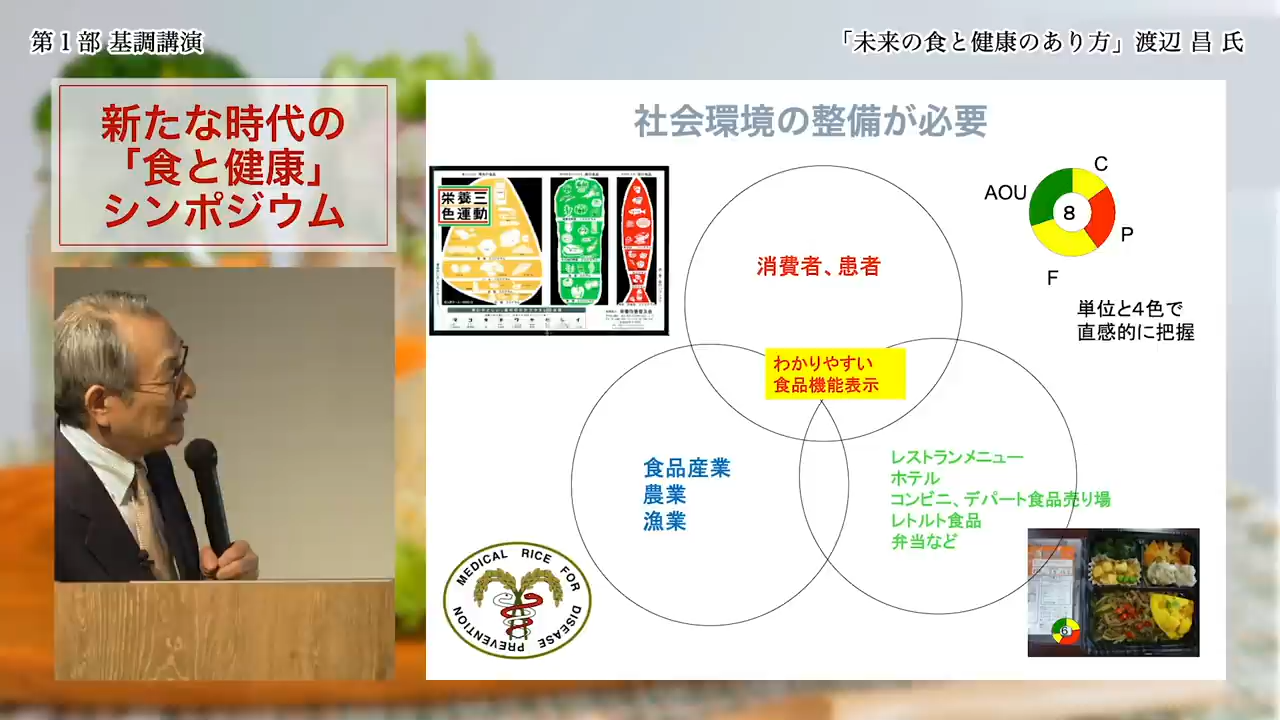 第１部 基調講演
「未来の食と健康のあり方」渡辺 昌 氏
新たな時代の
「食と健康」
シンポジウム
社会環境の整備が必要
栄養三
色運動
消費者、患者
C
AOU
8
P
F
単位と4色で
直感的に把握
わかりやすい
食品機能表示
食品産業
農業
漁業
レストランメニュー
ホテル
コンビニ、デパート食品売り場
レトルト食品
弁当など
MEDICAL RICE FOR DISEASE PREVENTION
6